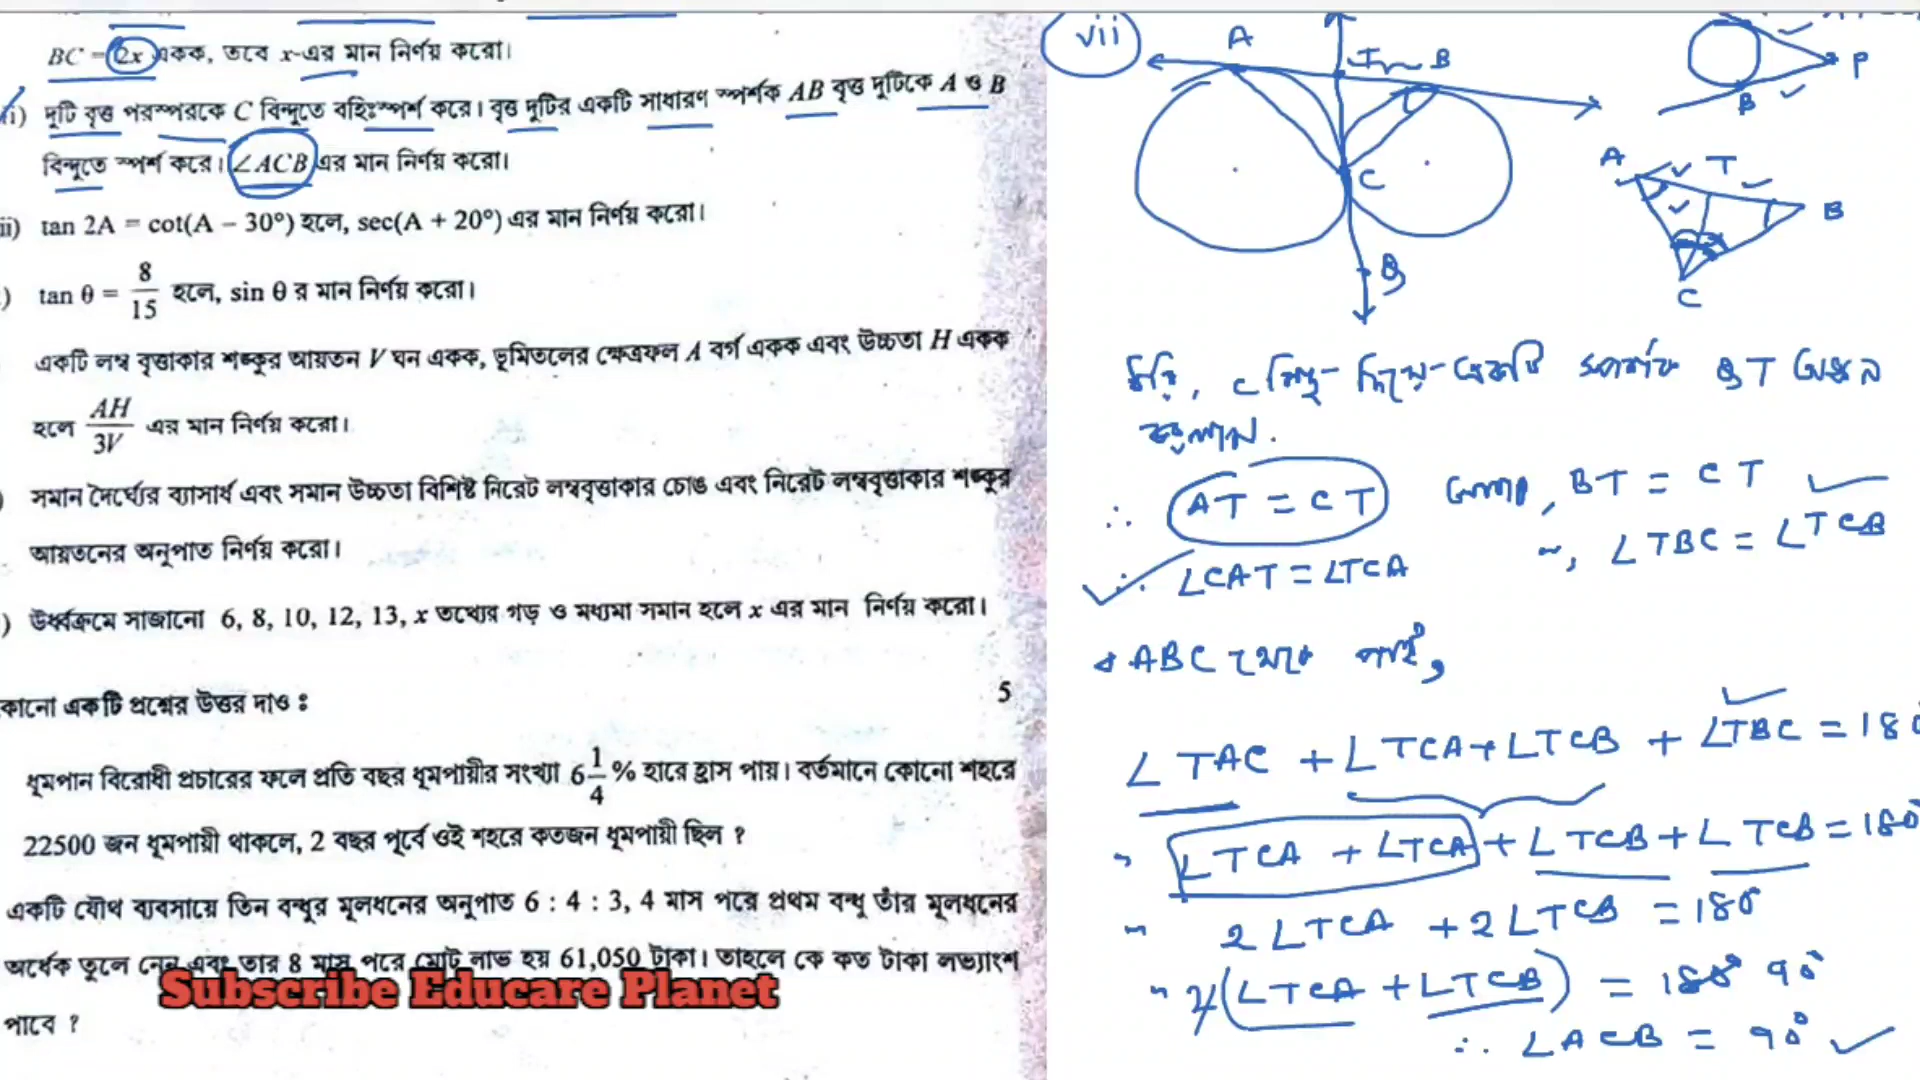 BC = 2x একক, তবে x-এর মান নির্ণয় করো।
i) দুটি বৃত্ত পরস্পরকে C বিন্দুতে বহিঃস্পর্শ করে। বৃত্ত দুটির একটি সাধারণ স্পর্শক AB বৃত্ত দুটিকে A ও B
বিন্দুতে স্পর্শ করে। ∠ACB এর মান নির্ণয় করো।
ii) tan 2A = cot(A – 30°) হলে, sec(A + 20°) এর মান নির্ণয় করো।
) tan θ = 8/15 হলে, sin θ র মান নির্ণয় করো।
একটি লম্ব বৃত্তাকার শঙ্কুর আয়তন V ঘন একক, ভূমিতলের ক্ষেত্রফল A বর্গ একক এবং উচ্চতা H একক
হলে AH/3V এর মান নির্ণয় করো।
) সমান দৈর্ঘ্যের ব্যাসার্ধ এবং সমান উচ্চতা বিশিষ্ট নিরেট লম্ববৃত্তাকার চোঙ এবং নিরেট লম্ববৃত্তাকার শঙ্কুর
আয়তনের অনুপাত নির্ণয় করো।
) ঊর্ধ্বক্রমে সাজানো 6, 8, 10, 12, 13, x তথ্যের গড় ও মধ্যমা সমান হলে x এর মান নির্ণয় করো।
কোনো একটি প্রশ্নের উত্তর দাও : 5
ধূমপান বিরোধী প্রচারের ফলে প্রতি বছর ধূমপায়ীর সংখ্যা 6 1/4 % হারে হ্রাস পায়। বর্তমানে কোনো শহরে
22500 জন ধূমপায়ী থাকলে, 2 বছর পূর্বে ওই শহরে কতজন ধূমপায়ী ছিল ?
একটি যৌথ ব্যবসায়ে তিন বন্ধুর মূলধনের অনুপাত 6 : 4 : 3, 4 মাস পরে প্রথম বন্ধু তাঁর মূলধনের
অর্ধেক তুলে নেন এবং তার 8 মাস পরে মোট লাভ হয় 61,050 টাকা। তাহলে কে কত টাকা লভ্যাংশ
পাবে ?
Subscribe Educare Planet
vii
A
T
B
C
P
B
A T B
C
C বিন্দু দিয়ে একটি স্পর্শক
করলাম.
∴ AT = CT
BT = CT
∴ ∠CAT = ∠TCA
∠TBC = ∠TCB
ABC থেকে পাই,
∠TAC + ∠TCA + ∠TCB + ∠TBC = 180
∠TCA + ∠TCA + ∠TCB + ∠TCB = 180°
2∠TCA + 2∠TCB = 180°
2(∠TCA + ∠TCB) = 180° 90°
∴ ∠ACB = 90°